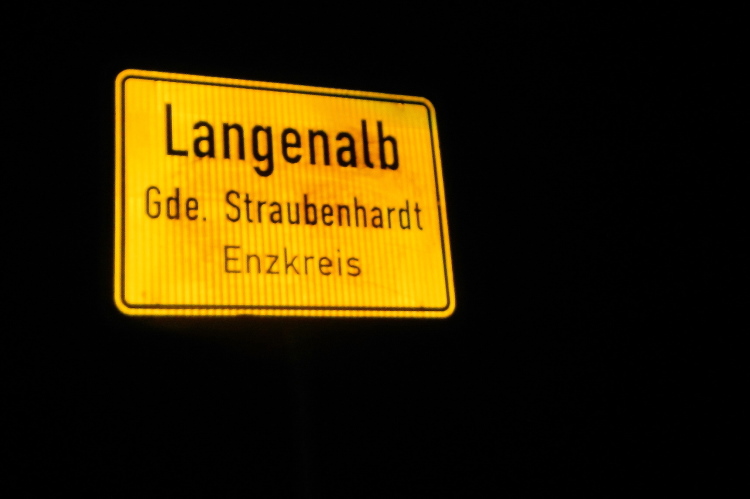 Langenalb
Gde. Straubenhardt
Enzkreis